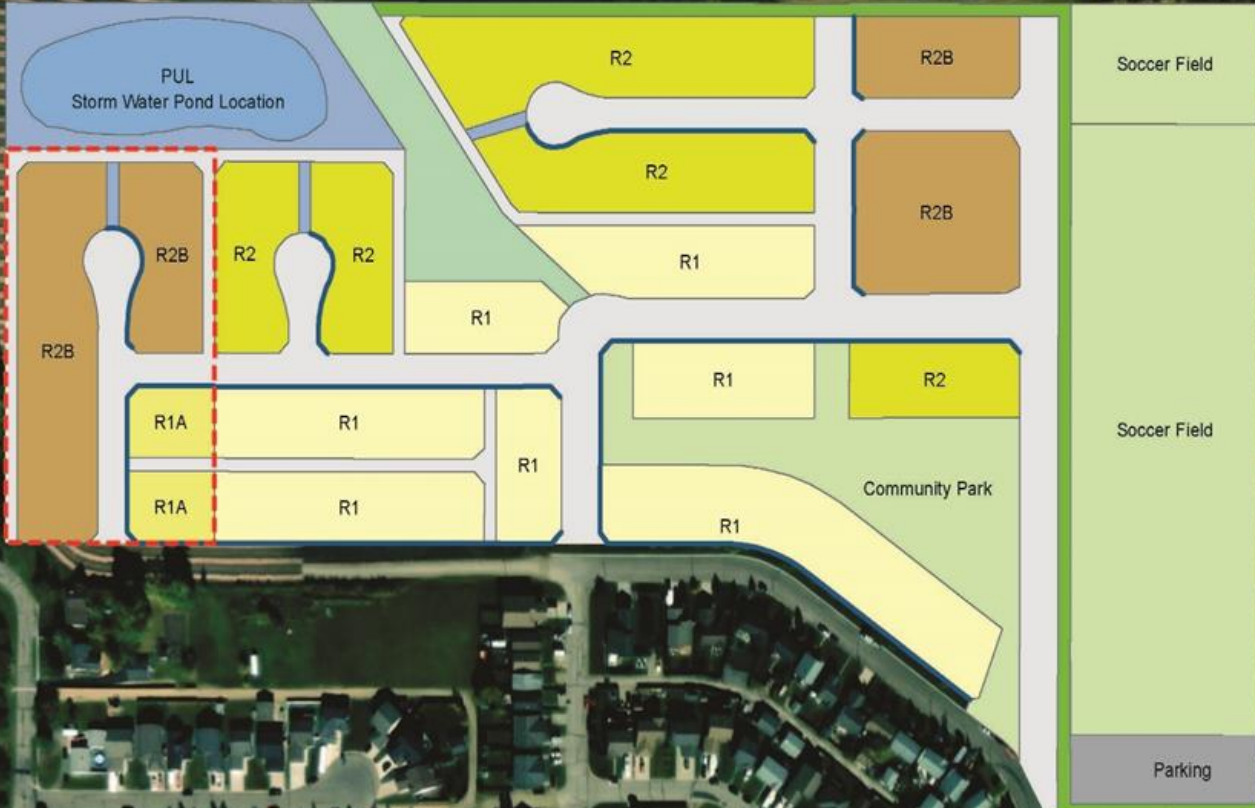 PUL
Storm Water Pond Location
R2
R2B
Soccer Field
R2
R2B
R2B
R2
R2
R1
R1
R2B
R1
R2
R1A
R1
R1
Soccer Field
Community Park
R1A
R1
R1
Parking